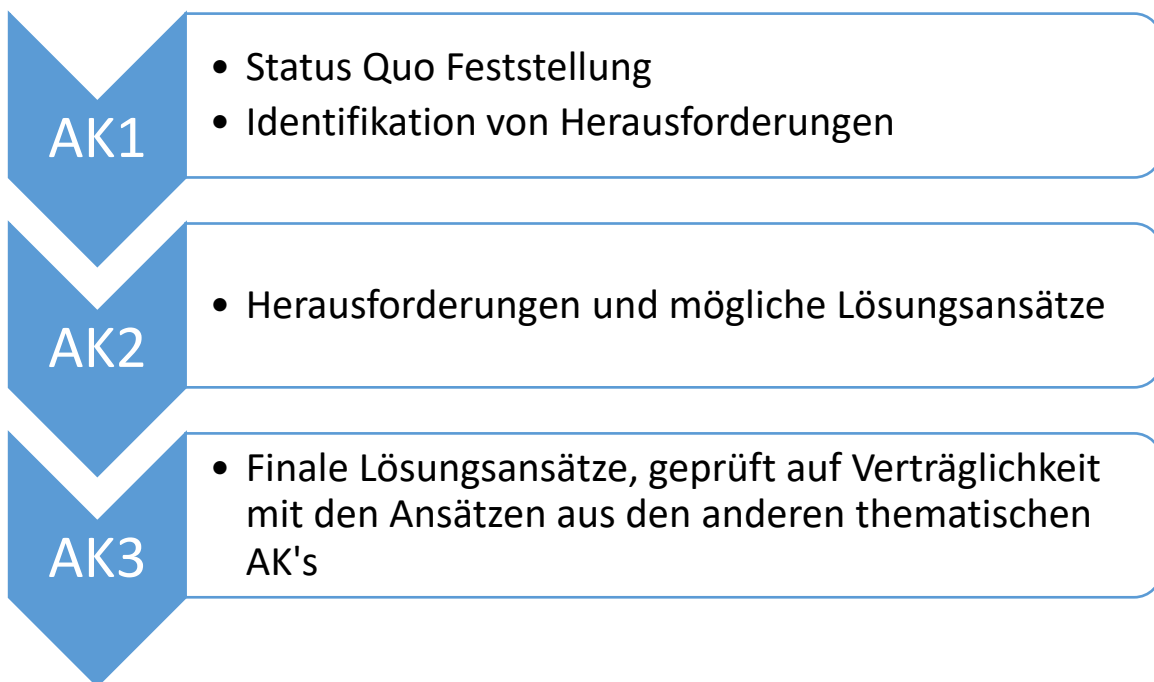 AK1
• Status Quo Feststellung
• Identifikation von Herausforderungen
AK2
• Herausforderungen und mögliche Lösungsansätze
AK3
• Finale Lösungsansätze, geprüft auf Verträglichkeit
mit den Ansätzen aus den anderen thematischen
AK's